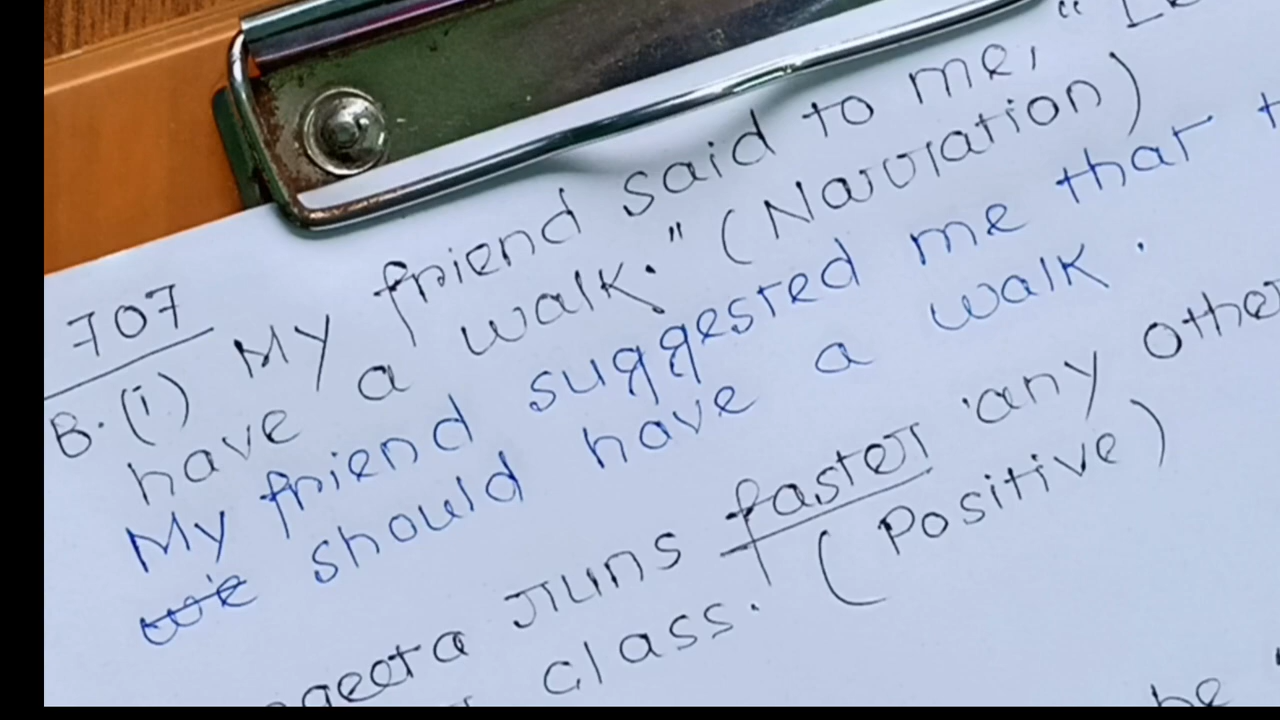 707
B. (i) My friend said to me, "
have a walk." (Narration)
My friend suggested me that
we should have a walk.
runs faster any other
class. (Positive)
be